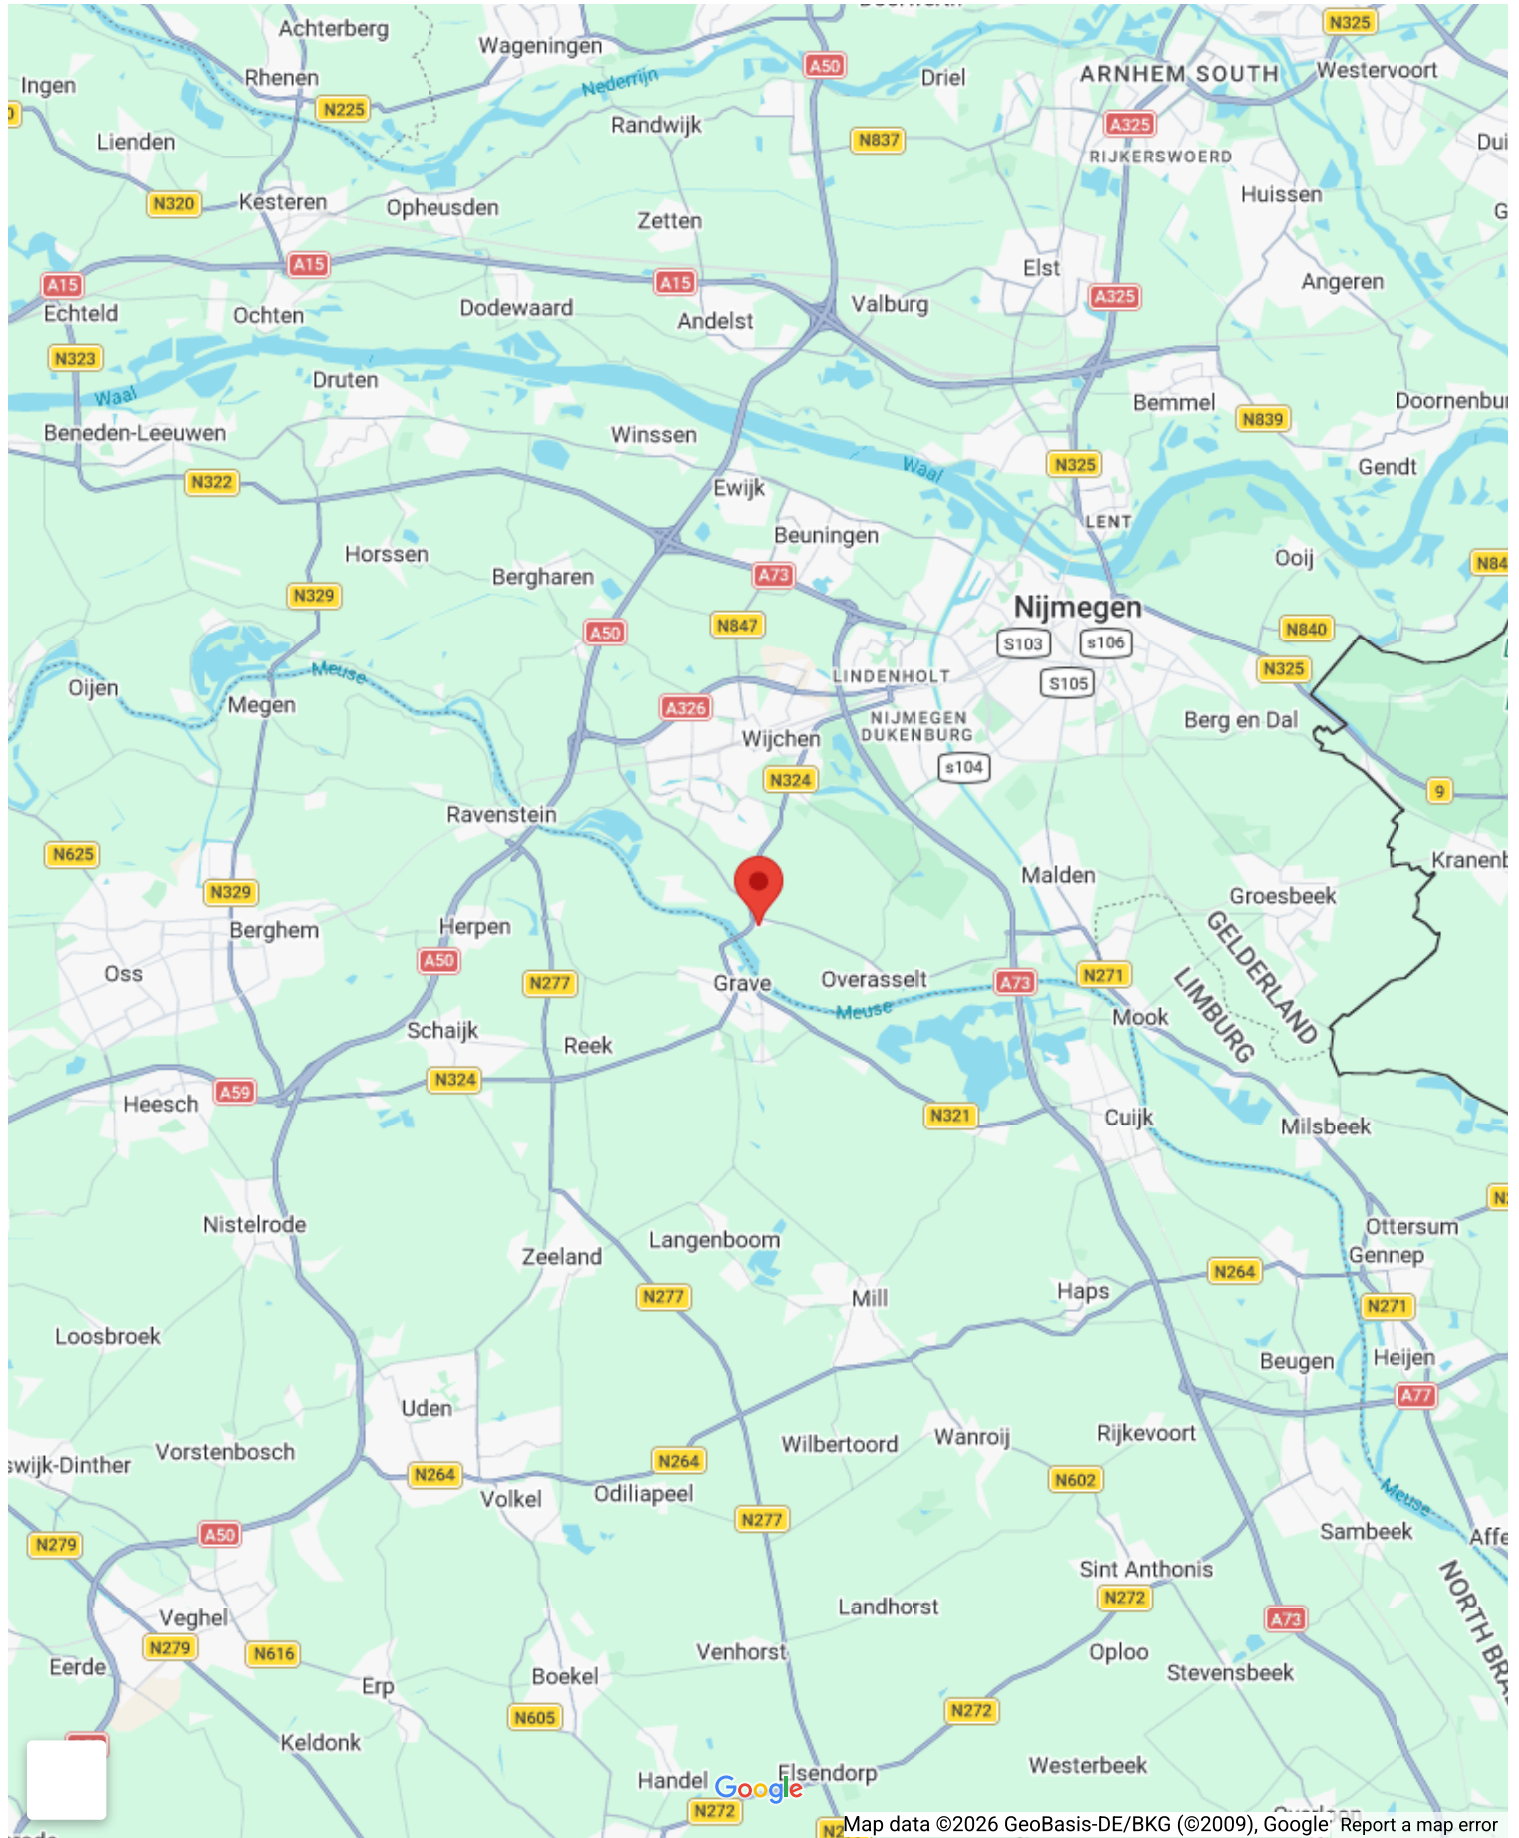 Achterberg
Wageningen
N325
Rhenen
Nederrijn
A50
Driel
ARNHEM SOUTH
Westervoort
Ingen
N225
Randwijk
A325
Lienden
N837
RIJKERSWOERD
N320
Kesteren
Opheusden
Zetten
Huissen
A15
A15
A15
Elst
A325
Angeren
Echteld
Ochten
Dodewaard
Andelst
Valburg
N323
Waal
Druten
Bemmel
N839
Beneden-Leeuwen
Winssen
N322
Ewijk
Waal
N325
Gendt
LENT
Horssen
Bergharen
Beuningen
A73
Ooij
N329
A50
N847
Nijmegen
S103
s106
N840
N325
Oijen
Meuse
Megen
A326
LINDENHOLT
S105
NIJMEGEN
DUKENBURG
Berg en Dal
Wijchen
N324
s104
9
Ravenstein
N625
N329
Malden
Groesbeek
Berghem
Herpen
GELDERLAND
Oss
A50
N277
Grave
Overasselt
A73
N271
LIMBURG
Meuse
Mook
Schaijk
Reek
A59
N324
Heesch
N321
Cuijk
Milsbeek
Nistelrode
Zeeland
Langenboom
Ottersum
Gennep
N264
N277
Mill
Haps
N271
Loosbroek
Beugen
Heijen
A77
Uden
Vorstenbosch
Wilbertoord
Wanroij
Rijkevoort
swijk-Dinther
N264
N264
N602
Volkel
Odiliapeel
Meuse
N277
A50
N279
Sambeek
Sint Anthonis
N272
Landhorst
Veghel
N279
N616
Venhorst
Oploo
A73
Eerde
Erp
Boekel
Stevensbeek
N605
N272
Keldonk
Handel
Google
Elsendorp
Westerbeek
N272
Map data ©2026 GeoBasis-DE/BKG (©2009), Google
Report a map error